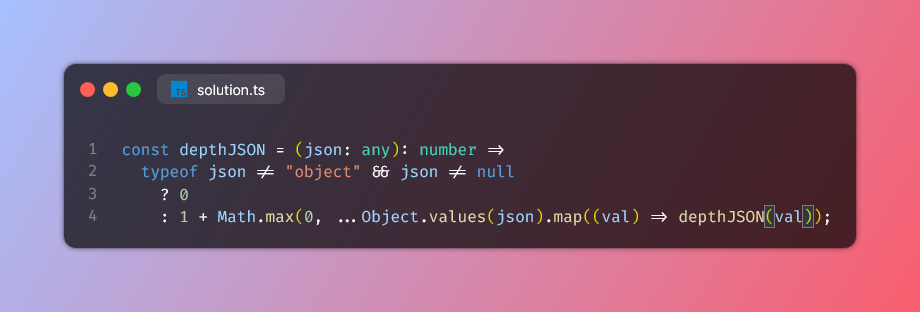 TS solution.ts
1 const depthJSON = (json: any): number =>
2 typeof json != "object" && json != null
3 ? 0
4 : 1 + Math.max(0, ...Object.values(json).map((val) => depthJSON(val));